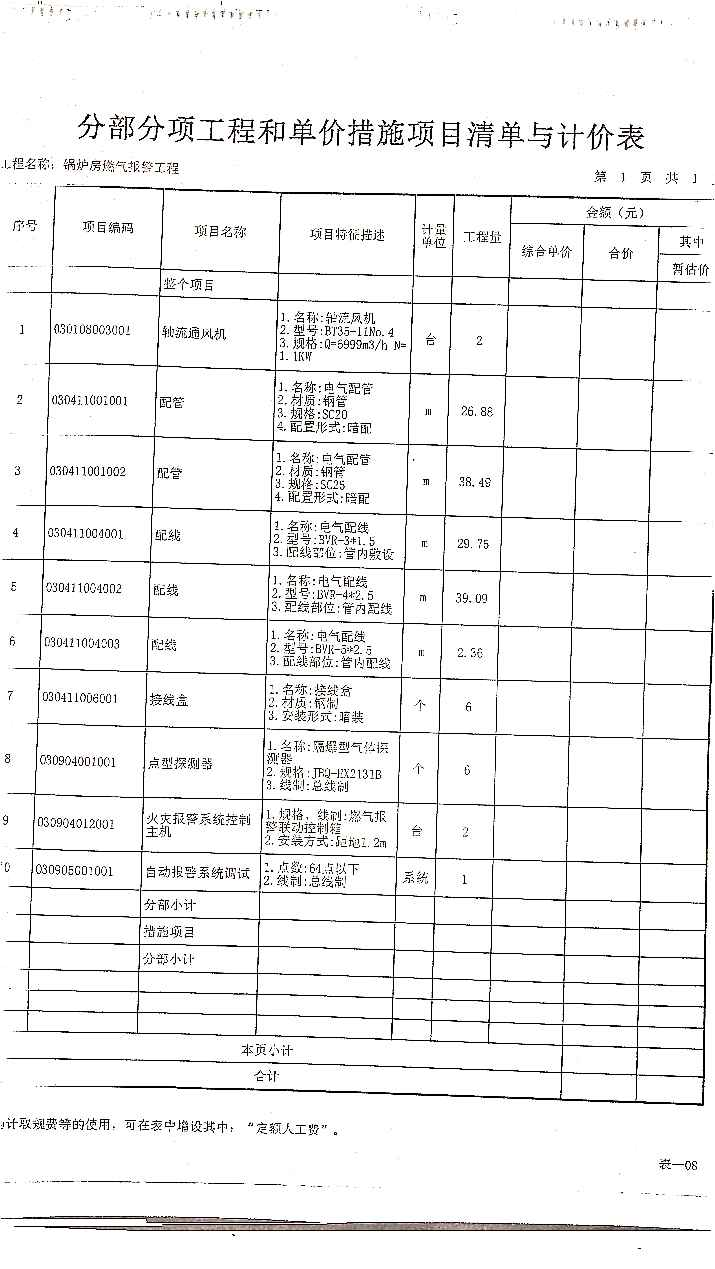 分部分项工程和单价措施项目清单与计价表
工程名称：锅炉房燃气报警工程
第 1 页 共 1
序号 项目编码 项目名称 项目特征描述 计量单位 工程量 金额（元）
综合单价 合价 其中
暂估价
整个项目
1 030108003001 轴流通风机 1.名称:轴流风机
2.型号:BT35-11No.4
3.规格:Q=6999m3/h N=
1.1KW
台 2
2 030411001001 配管 1.名称:电气配管
2.材质:钢管
3.规格:SC20
4.配置形式:暗配
m 26.88
3 030411001002 配管 1.名称:电气配管
2.材质:钢管
3.规格:SC25
4.配置形式:暗配
m 38.49
4 030411004001 配线 1.名称:电气配线
2.型号:BVR-3*1.5
3.配线部位:管内敷设
m 29.75
5 030411004002 配线 1.名称:电气配线
2.型号:BVR-4*2.5
3.配线部位:管内配线
m 39.09
6 030411004003 配线 1.名称:电气配线
2.型号:BVR-5*2.5
3.配线部位:管内配线
m 2.36
7 030411006001 接线盒 1.名称:接线盒
2.材质:钢制
3.安装形式:暗装
个 6
8 030904001001 点型探测器 1.名称:隔爆型气体探
测器
2.规格:JBQ-HX2131B
3.线制:总线制
个 6
9 030904012001 火灾报警系统控制
主机
1.规格、线制:燃气报
警联动控制箱
2.安装方式:距地1.2m
台 2
0 030905001001 自动报警系统调试 1.点数:64点以下
2.线制:总线制
系统 1
分部小计
措施项目
分部小计
本页小计
合计
计取规费等的使用，可在表中增设其中：“定额人工费”。
表—08